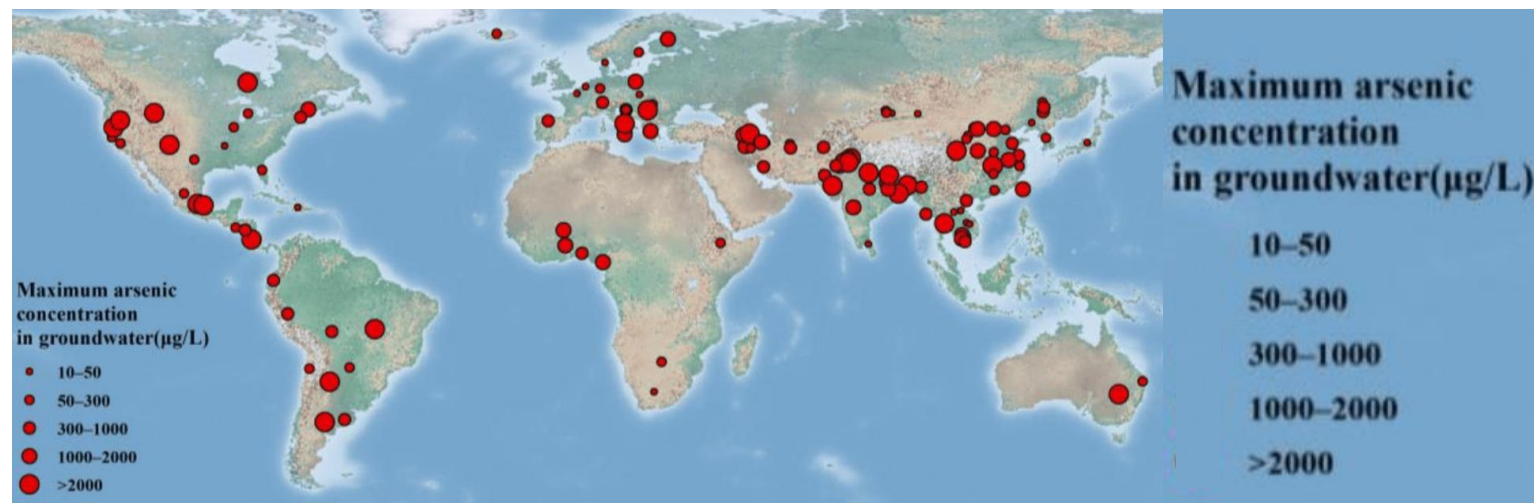 Maximum arsenic
concentration
in groundwater(μg/L)
10–50
50–300
300–1000
1000–2000
>2000
Maximum arsenic
concentration
in groundwater(μg/L)
10–50
50–300
300–1000
1000–2000
>2000